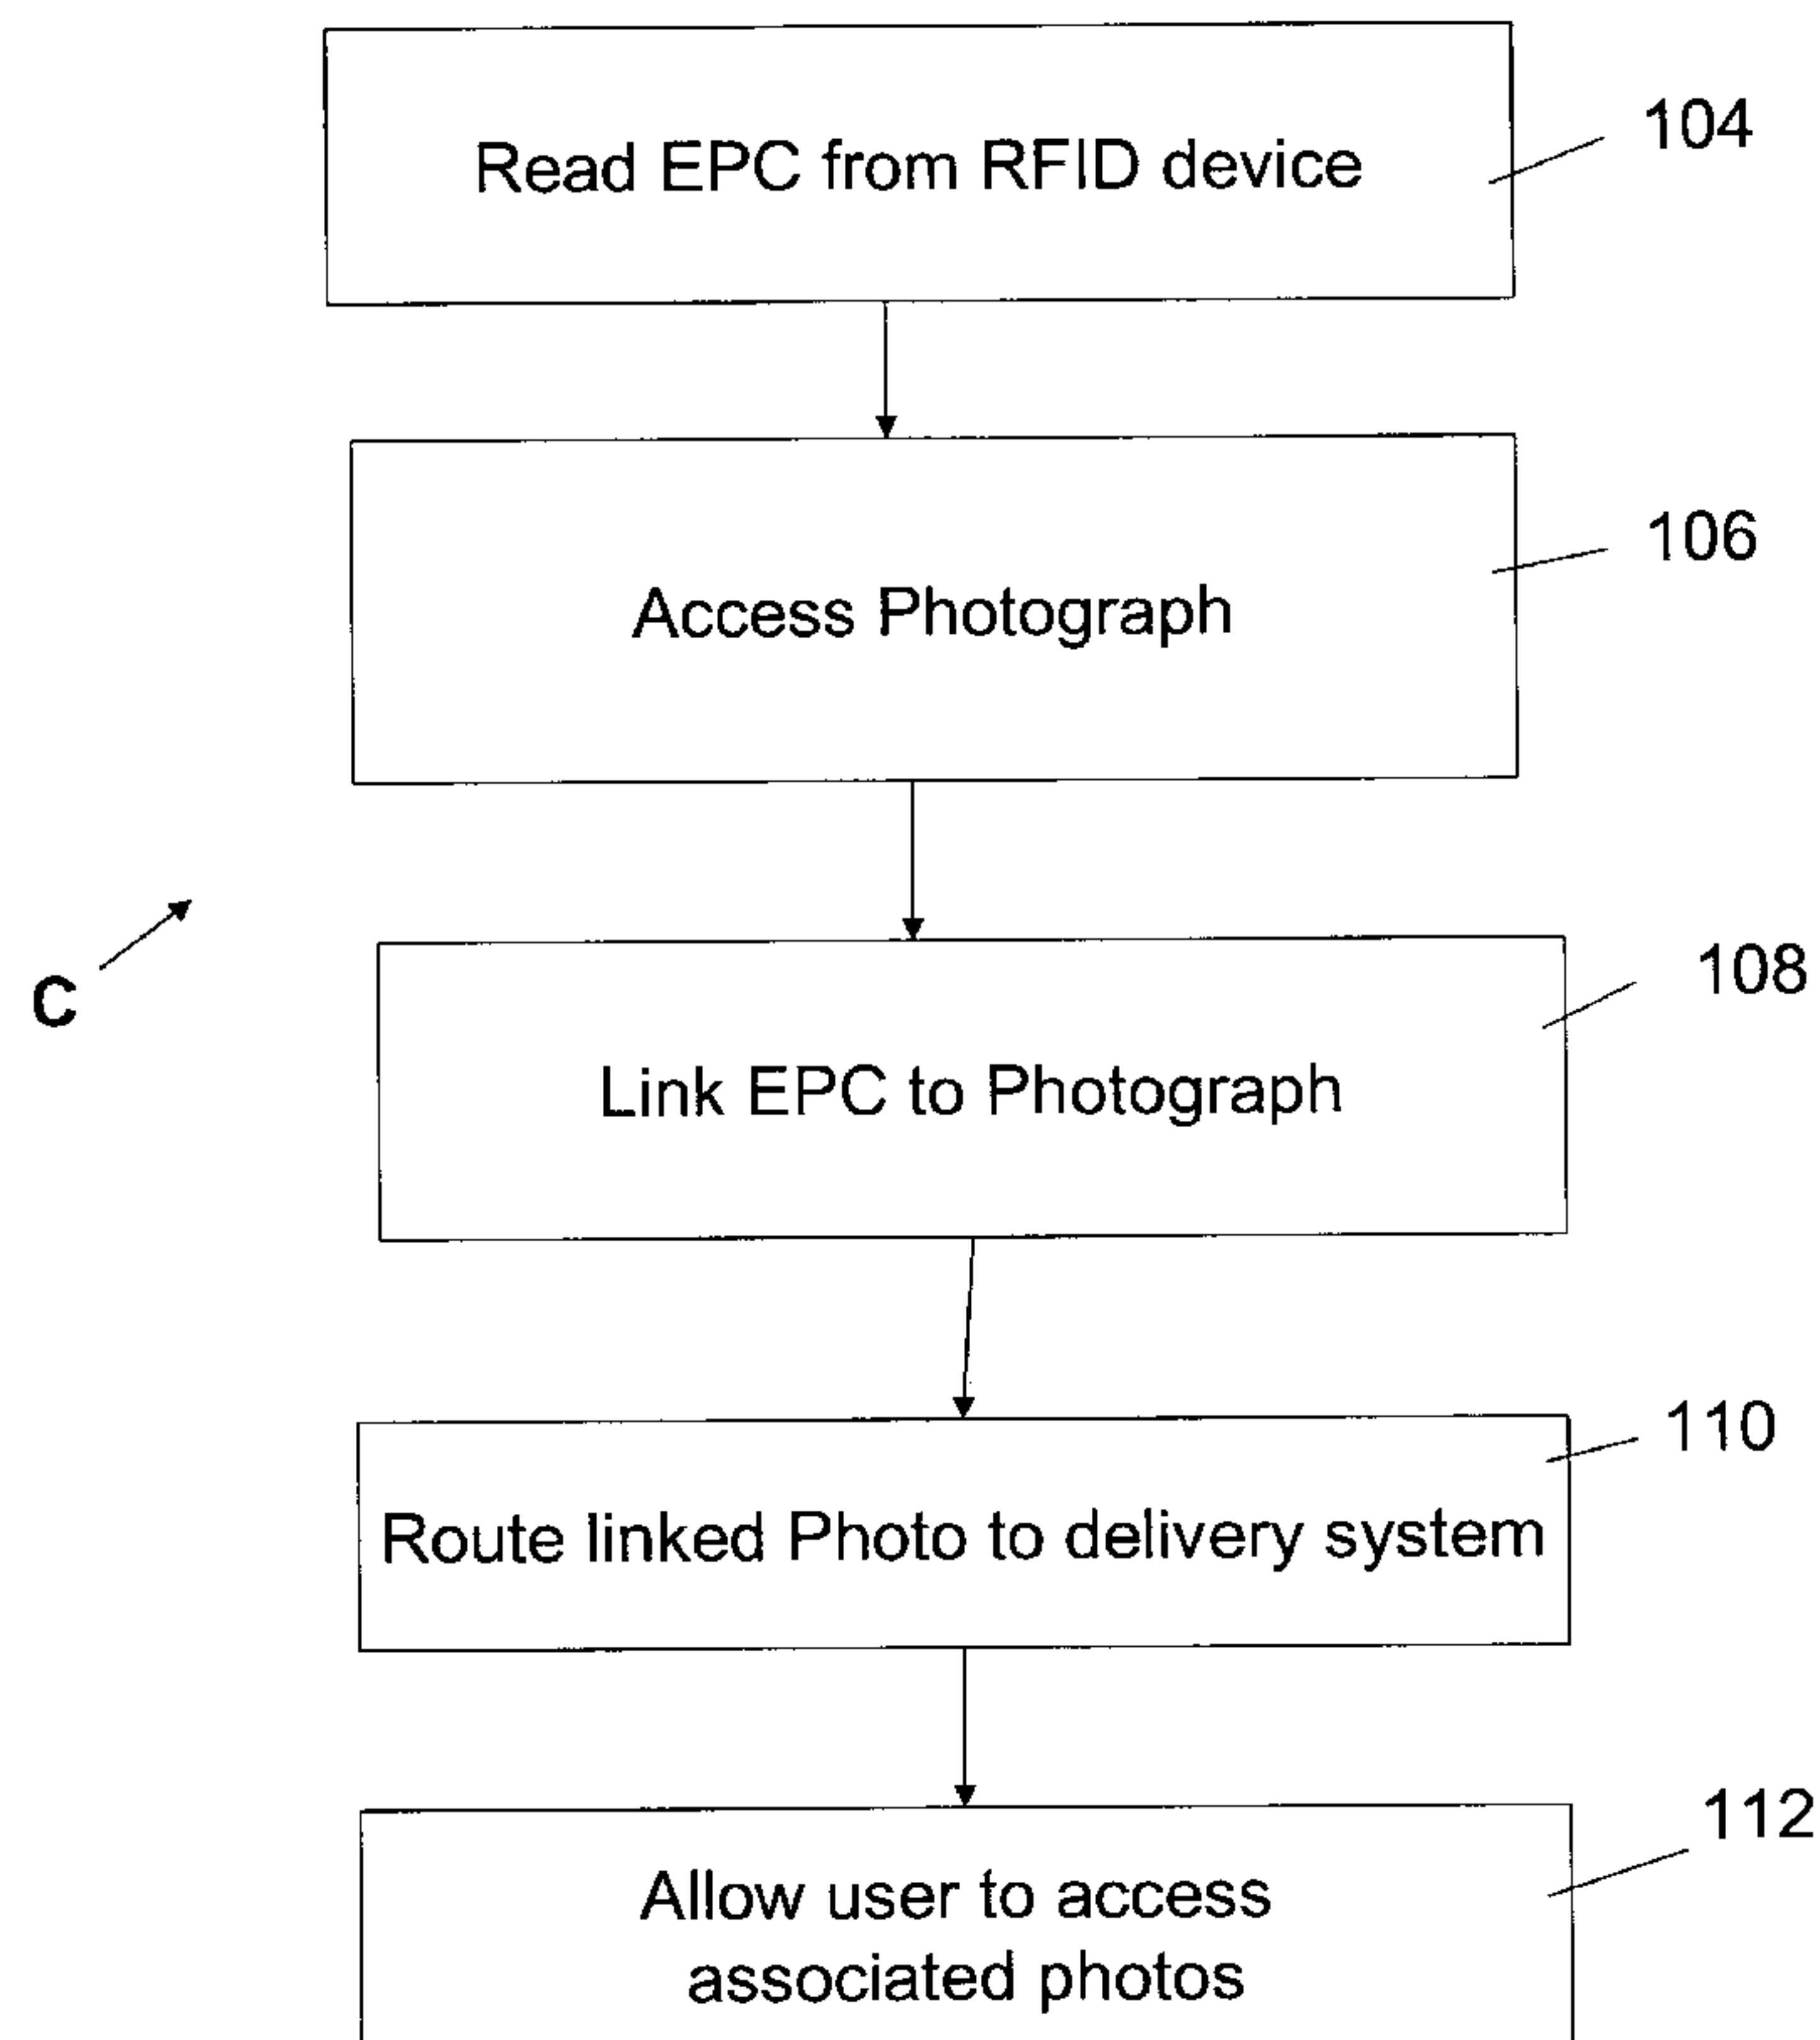 Read EPC from RFID device
104
Access Photograph
106
C
Link EPC to Photograph
108
Route linked Photo to delivery system
110
Allow user to access
associated photos
112